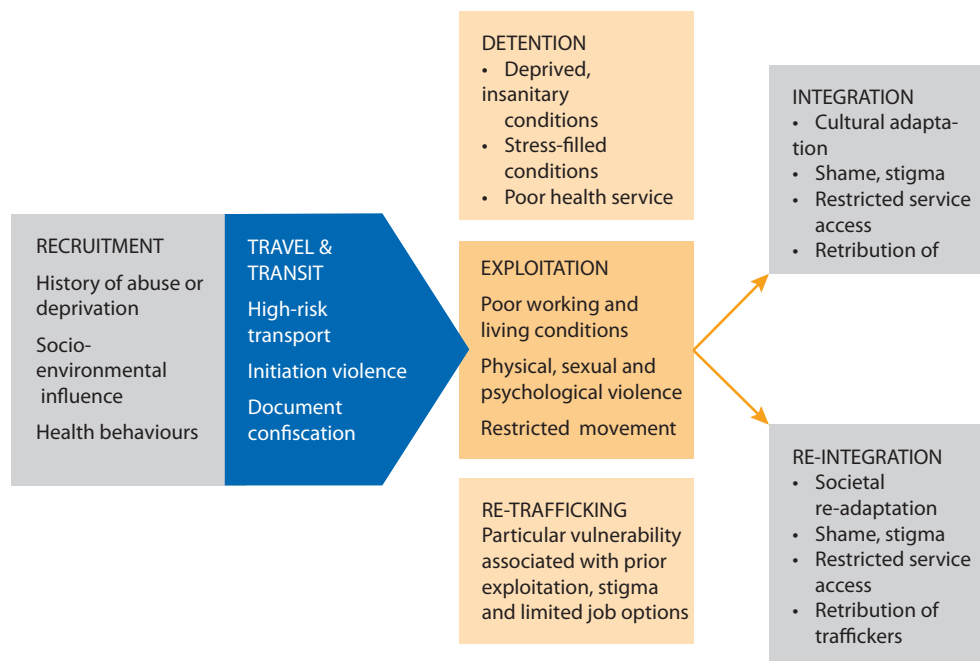 RECRUITMENT
History of abuse or
deprivation
Socio-
environmental
influence
Health behaviours
TRAVEL &
TRANSIT
High-risk
transport
Initiation violence
Document
confiscation
DETENTION
• Deprived,
insanitary
conditions
• Stress-filled
conditions
• Poor health service
EXPLOITATION
Poor working and
living conditions
Physical, sexual and
psychological violence
Restricted movement
RE-TRAFFICKING
Particular vulnerability
associated with prior
exploitation, stigma
and limited job options
INTEGRATION
• Cultural adapta-
tion
• Shame, stigma
• Restricted service
access
• Retribution of
RE-INTEGRATION
• Societal
re-adaptation
• Shame, stigma
• Restricted service
access
• Retribution of
traffickers